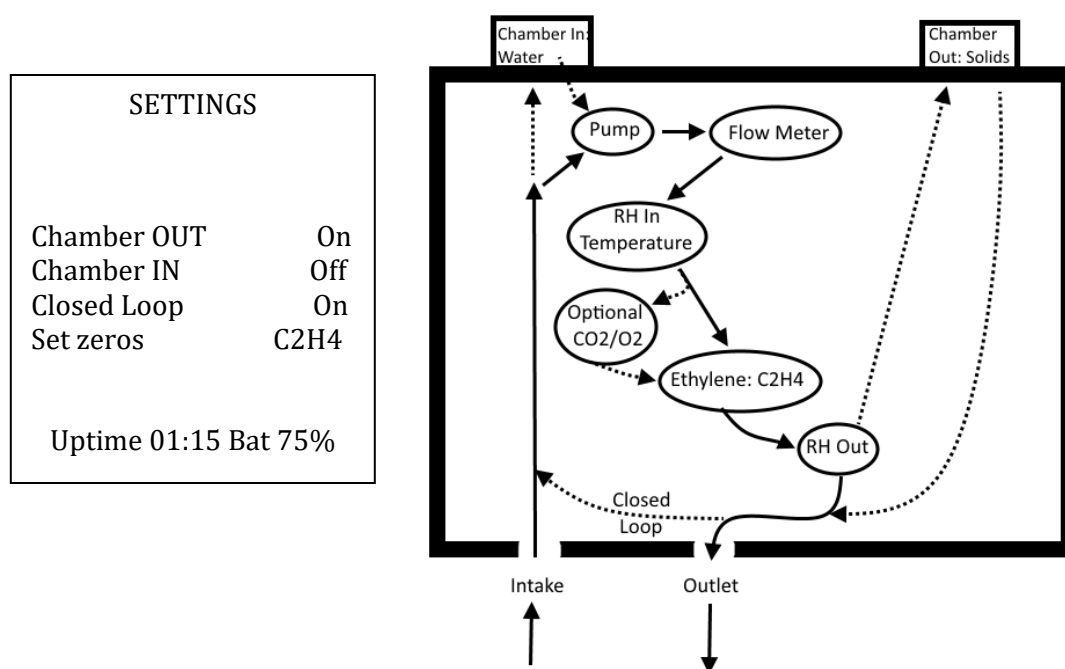 SETTINGS
Chamber OUT On
Chamber IN Off
Closed Loop On
Set zeros C2H4
Uptime 01:15 Bat 75%
Chamber In:
Water
Chamber
Out: Solids
Pump
Flow Meter
RH In
Temperature
Optional
CO2/O2
Ethylene: C2H4
RH Out
Closed
Loop
Intake
Outlet